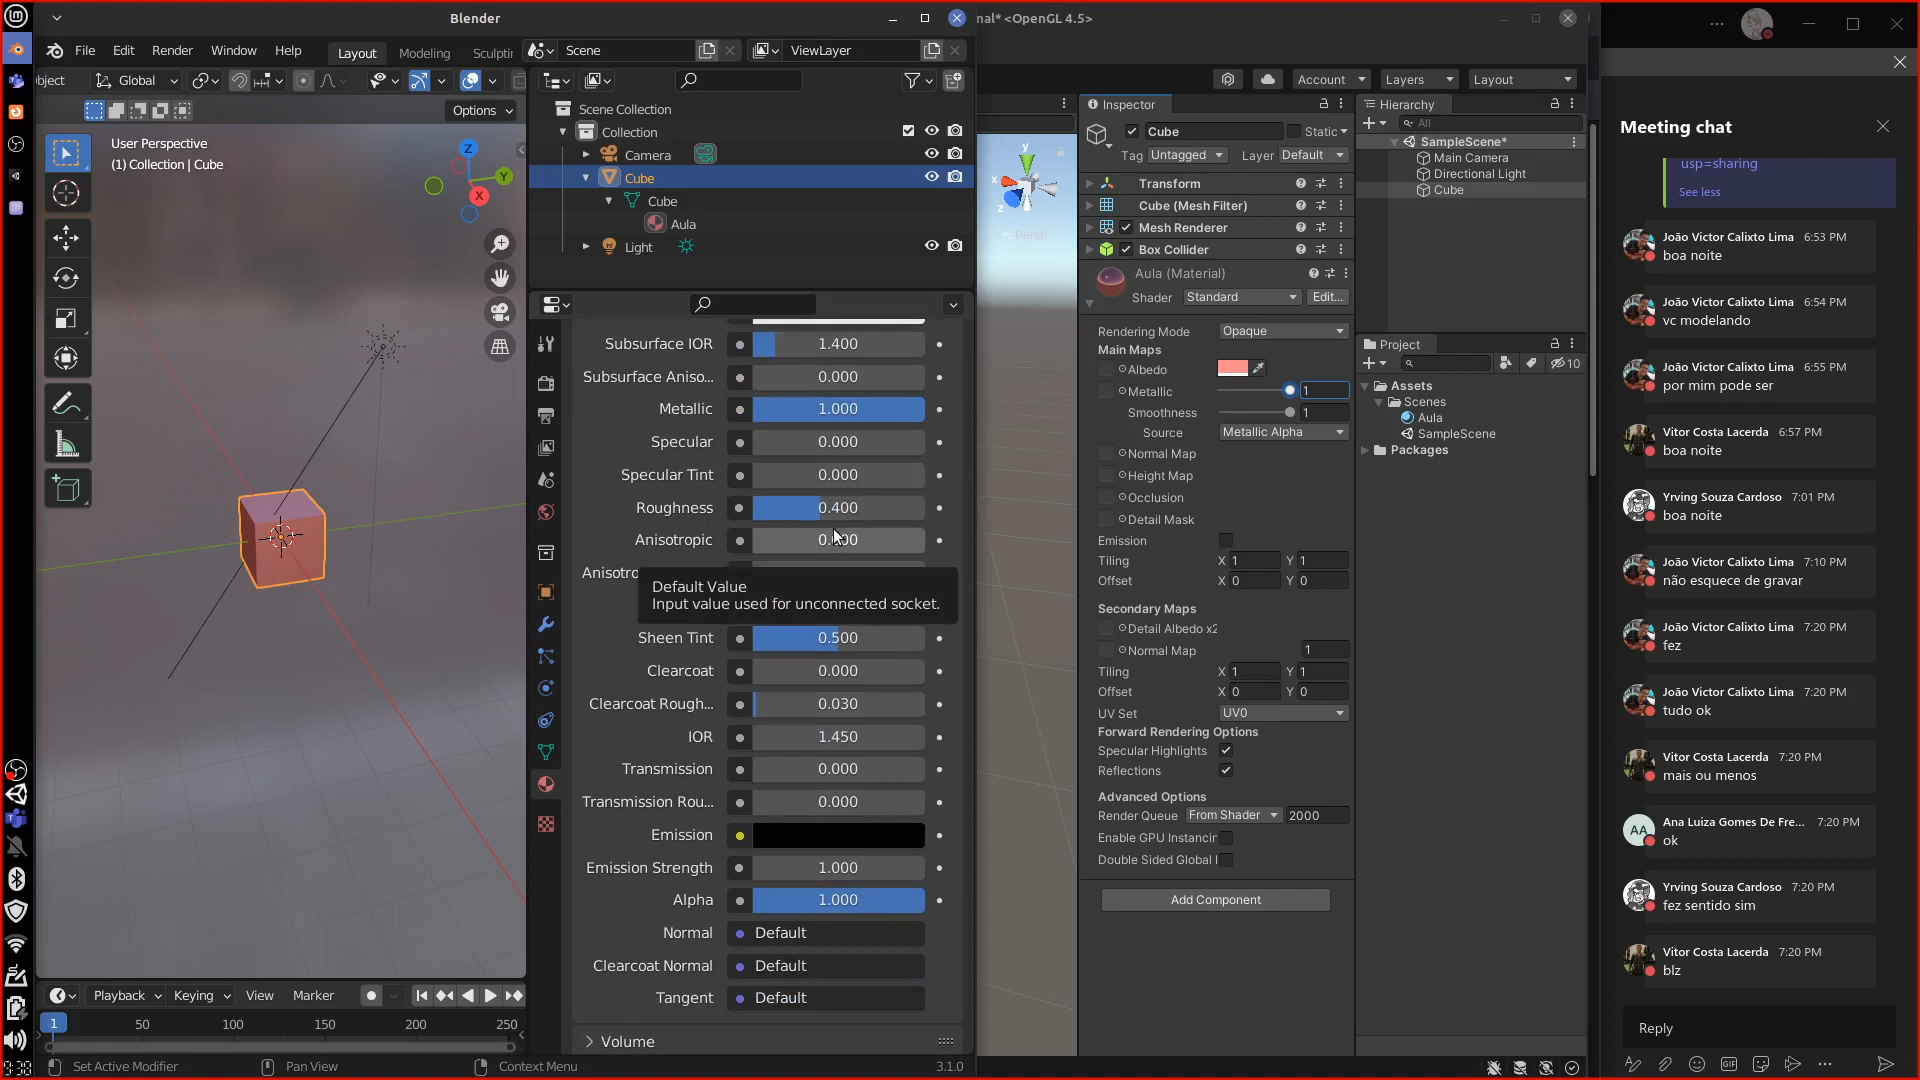 Blender
File Edit Render Window Help
Layout Modeling Sculptin
Scene
ViewLayer
bject
Global
Options
User Perspective
(1) Collection | Cube
Z
Y
X
Scene Collection
Collection
Camera
Cube
Cube
Aula
Light
Subsurface IOR 1.400
Subsurface Aniso... 0.000
Metallic 1.000
Specular 0.000
Specular Tint 0.000
Roughness 0.400
Anisotropic
Anisotro
Default Value
Input value used for unconnected socket.
Sheen Tint 0.500
Clearcoat 0.000
Clearcoat Rough... 0.030
IOR 1.450
Transmission 0.000
Transmission Rou... 0.000
Emission
Emission Strength 1.000
Alpha 1.000
Normal Default
Clearcoat Normal Default
Tangent Default
Volume
Playback Keying View Marker
1 50 100 150 200 250
Set Active Modifier Pan View Context Menu 3.1.0
nal* <OpenGL 4.5>
Account Layers Layout
y
x
z
Persp
Inspector
Cube Static
Tag Untagged Layer Default
Transform
Cube (Mesh Filter)
Mesh Renderer
Box Collider
Aula (Material)
Shader Standard Edit...
Rendering Mode Opaque
Main Maps
Albedo
Metallic 1
Smoothness 1
Source Metallic Alpha
Normal Map
Height Map
Occlusion
Detail Mask
Emission
Tiling X 1 Y 1
Offset X 0 Y 0
Secondary Maps
Detail Albedo x2
Normal Map 1
Tiling X 1 Y 1
Offset X 0 Y 0
UV Set UV0
Forward Rendering Options
Specular Highlights
Reflections
Advanced Options
Render Queue From Shader 2000
Enable GPU Instancin
Double Sided Global I
Add Component
Hierarchy
All
SampleScene*
Main Camera
Directional Light
Cube
Project
10
Assets
Scenes
Aula
SampleScene
Packages
Meeting chat
usp=sharing
See less
João Victor Calixto Lima 6:53 PM
boa noite
João Victor Calixto Lima 6:54 PM
vc modelando
João Victor Calixto Lima 6:55 PM
por mim pode ser
Vitor Costa Lacerda 6:57 PM
boa noite
Yrving Souza Cardoso 7:01 PM
boa noite
João Victor Calixto Lima 7:10 PM
não esquece de gravar
João Victor Calixto Lima 7:20 PM
fez
João Victor Calixto Lima 7:20 PM
tudo ok
Vitor Costa Lacerda 7:20 PM
mais ou menos
AA
Ana Luiza Gomes De Fre... 7:20 PM
ok
Yrving Souza Cardoso 7:20 PM
fez sentido sim
Vitor Costa Lacerda 7:20 PM
blz
Reply
GIF